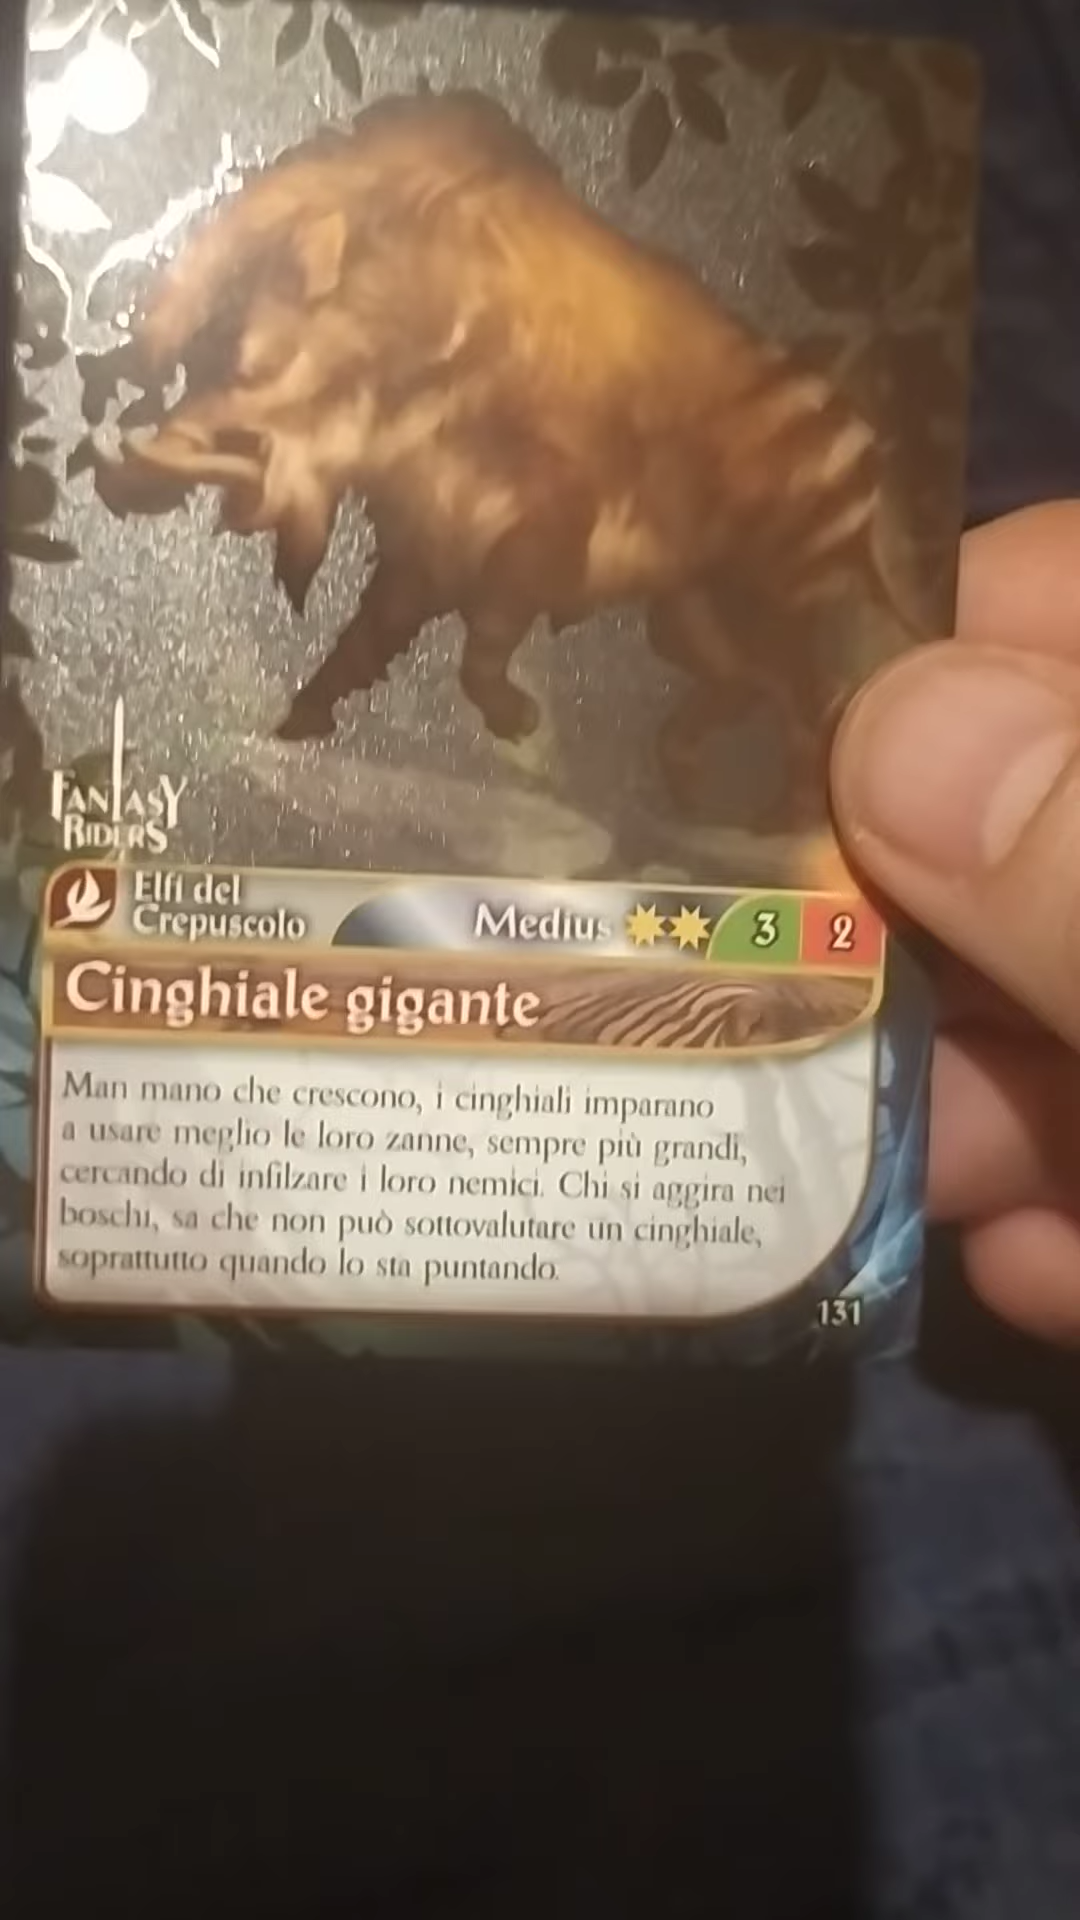 FANTASY
RIDERS
Elfi del
Crepuscolo
Medius
3
2
Cinghiale gigante
Man mano che crescono, i cinghiali imparano
a usare meglio le loro zanne, sempre più grandi,
cercando di infilzare i loro nemici. Chi si aggira nei
boschi, sa che non può sottovalutare un cinghiale,
soprattutto quando lo sta puntando.
131